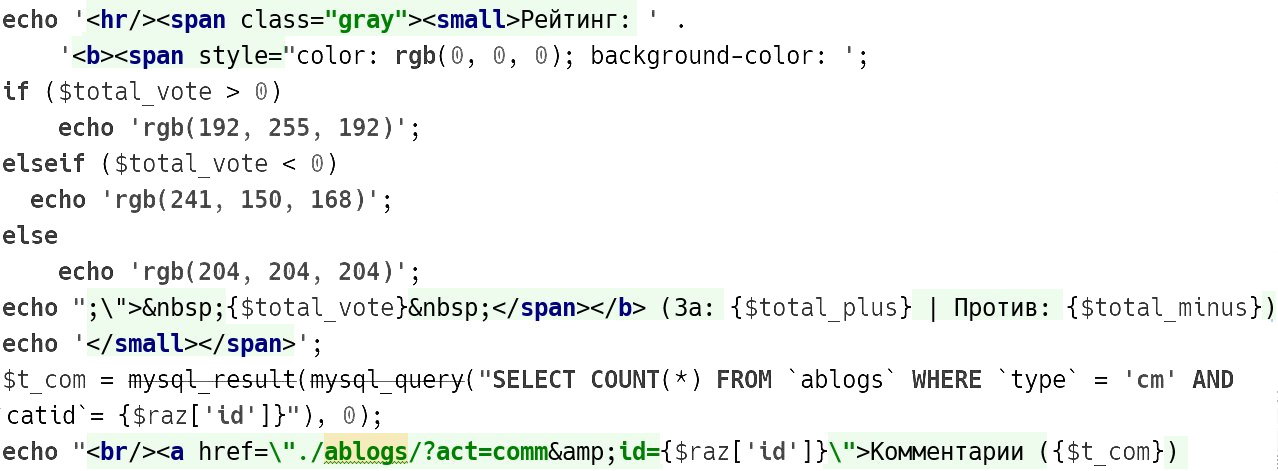 echo '<hr/><span class="gray"><small>Рейтинг: ' .
'<b><span style="color: rgb(0, 0, 0); background-color: ';
if ($total_vote > 0)
echo 'rgb(192, 255, 192)';
elseif ($total_vote < 0)
echo 'rgb(241, 150, 168)';
else
echo 'rgb(204, 204, 204)';
echo ";\">&nbsp;{$total_vote}&nbsp;</span></b> (За: {$total_plus} | Против: {$total_minus})
echo '</small></span>';
$t_com = mysql_result(mysql_query("SELECT COUNT(*) FROM `ablogs` WHERE `type` = 'cm' AND
catid`= {$raz['id']}"), 0);
echo "<br/><a href=\"./ablogs/?act=comm&amp;id={$raz['id']}\">Комментарии ({$t_com})